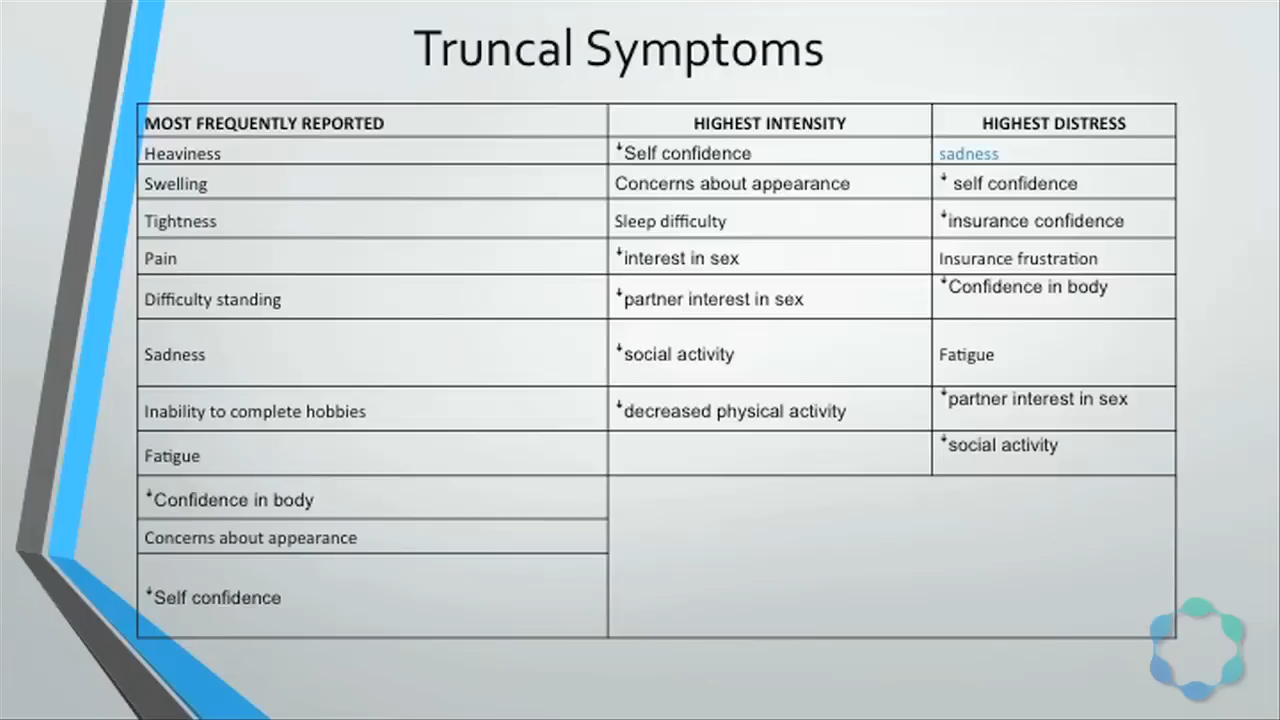 Truncal Symptoms
MOST FREQUENTLY REPORTED HIGHEST INTENSITY HIGHEST DISTRESS
Heaviness ↓Self confidence sadness
Swelling Concerns about appearance ↓ self confidence
Tightness Sleep difficulty ↓insurance confidence
Pain ↓interest in sex Insurance frustration
Difficulty standing ↓partner interest in sex ↓Confidence in body
Sadness ↓social activity Fatigue
Inability to complete hobbies ↓decreased physical activity ↓partner interest in sex
Fatigue ↓social activity
↓Confidence in body
Concerns about appearance
↓Self confidence